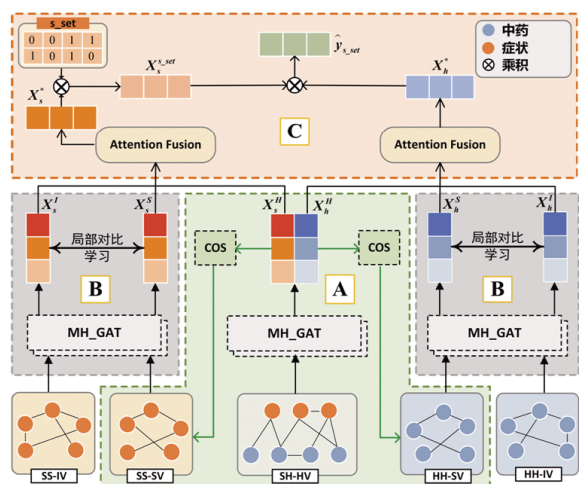 s_set
0 0 1 1
1 0 1 0
X_s^*
X_s^{s_set}
ŷ_{s_set}
X_h^*
中药
症状
乘积
Attention Fusion
C
Attention Fusion
X_s^I
X_s^S
X_s^H
X_h^H
X_h^S
X_h^I
局部对比
学习
COS
COS
局部对比
学习
B
A
B
MH_GAT
MH_GAT
MH_GAT
SS-IV
SS-SV
SH-HV
HH-SV
HH-IV